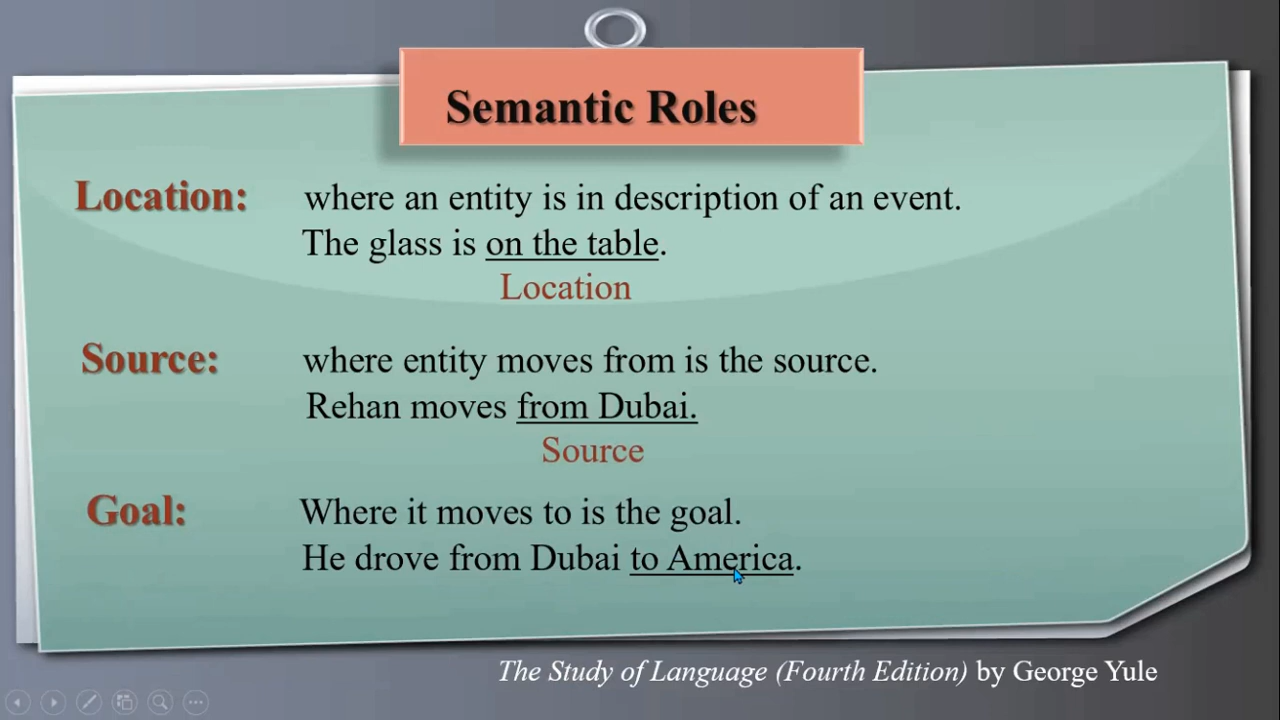 Semantic Roles
Location: where an entity is in description of an event.
The glass is on the table.
Location
Source: where entity moves from is the source.
Rehan moves from Dubai.
Source
Goal: Where it moves to is the goal.
He drove from Dubai to America.
The Study of Language (Fourth Edition) by George Yule